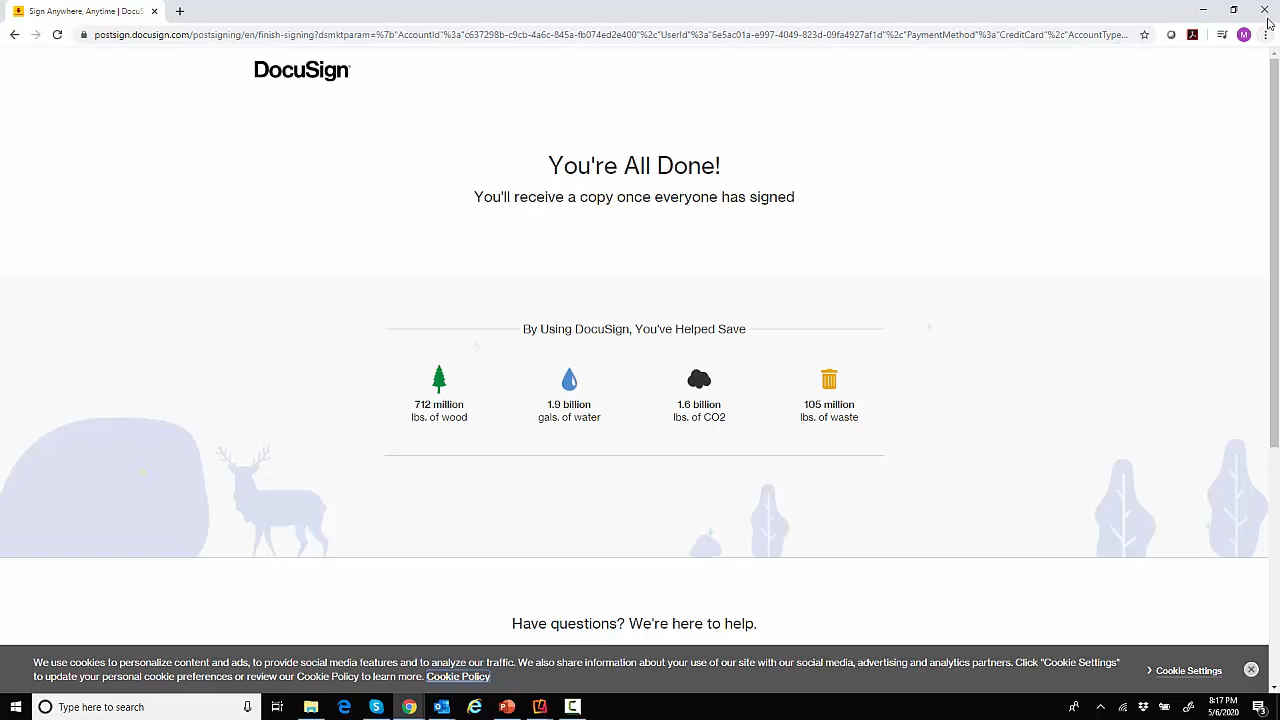 Sign Anywhere, Anytime | DocuS
postsign.docusign.com/postsigning/en/finish-signing?dsmktparam=%7b"AccountId"%3a"c637298b-c9cb-4a6c-845a-fb074ed2e400"%2c"UserId"%3a"6e5ac01a-e997-4049-823d-09fa4927af1d"%2c"PaymentMethod"%3a"CreditCard"%2c"AccountType...
M
DocuSign
You're All Done!
You'll receive a copy once everyone has signed
By Using DocuSign, You've Helped Save
712 million
lbs. of wood
1.9 billion
gals. of water
1.6 billion
lbs. of CO2
105 million
lbs. of waste
Have questions? We're here to help.
We use cookies to personalize content and ads, to provide social media features and to analyze our traffic. We also share information about your use of our site with our social media, advertising and analytics partners. Click "Cookie Settings"
to update your personal cookie preferences or review our Cookie Policy to learn more. Cookie Policy
Cookie Settings
Type here to search
8:17 PM
5/6/2020